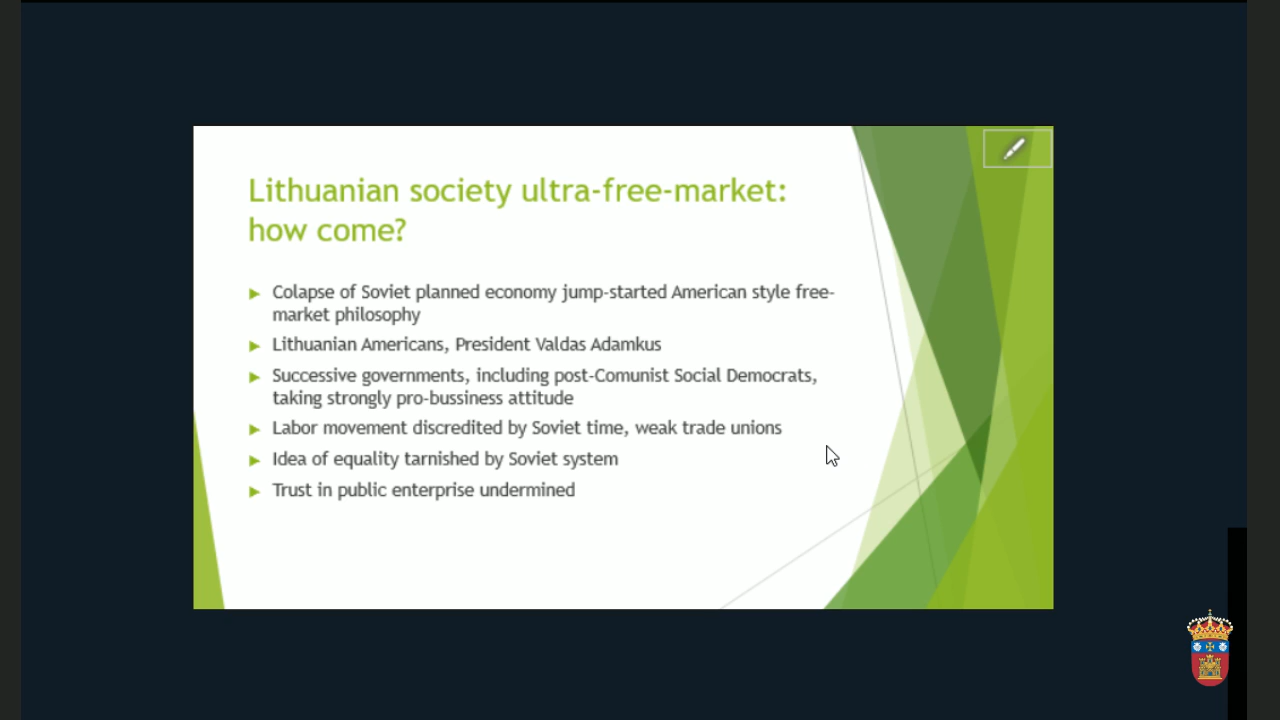 Lithuanian society ultra-free-market:
how come?
Colapse of Soviet planned economy jump-started American style free-
market philosophy
Lithuanian Americans, President Valdas Adamkus
Successive governments, including post-Comunist Social Democrats,
taking strongly pro-bussiness attitude
Labor movement discredited by Soviet time, weak trade unions
Idea of equality tarnished by Soviet system
Trust in public enterprise undermined